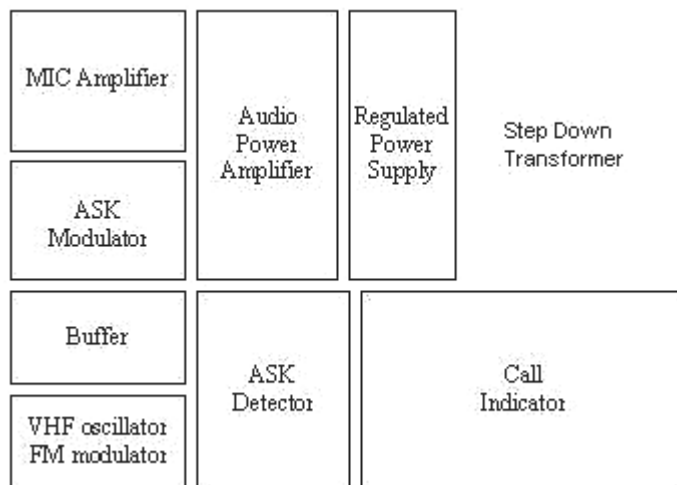 MIC Amplifier
Audio
Power
Amplifier
Regulated
Power
Supply
Step Down
Transformer
ASK
Modulator
Buffer
ASK
Detector
Call
Indicator
VHF oscillator
FM modulator